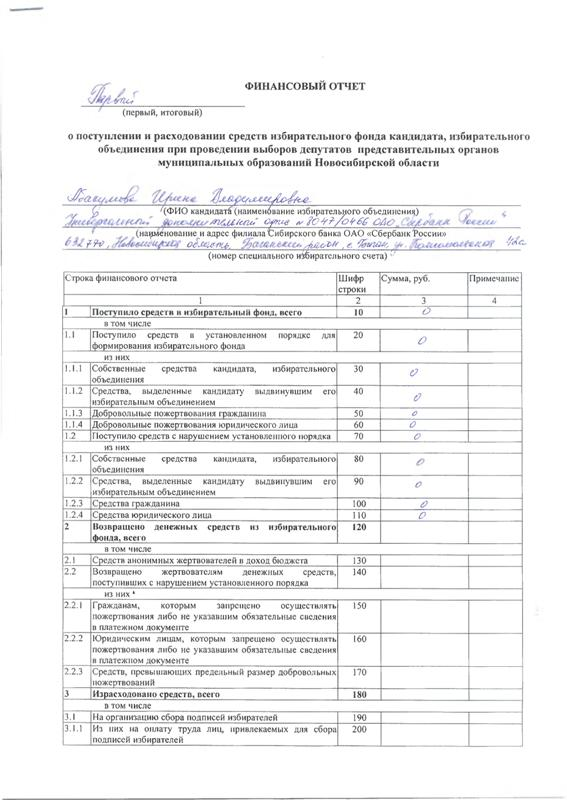 ФИНАНСОВЫЙ ОТЧЕТ
Первый
(первый, итоговый)
о поступлении и расходовании средств избирательного фонда кандидата, избирательного
объединения при проведении выборов депутатов представительных органов
муниципальных образований Новосибирской области
Ирина Владимировна
(ФИО кандидата (наименование избирательного объединения)
Универсальный дополнительный офис № 8047/0466 ОАО „Сбербанк России"
(наименование и адрес филиала Сибирского банка ОАО «Сбербанк России»
632770, Новосибирская область, Баганский район, с. Баган, ул. Комсомольская
(номер специального избирательного счета)
Строка финансового отчета Шифр строки Сумма, руб. Примечание
1 2 3 4
1 Поступило средств в избирательный фонд, всего 10 0
в том числе
1.1 Поступило средств в установленном порядке для 20 0
формирования избирательного фонда
из них
1.1.1 Собственные средства кандидата, избирательного 30 0
объединения
1.1.2 Средства, выделенные кандидату выдвинувшим его 40 0
избирательным объединением
1.1.3 Добровольные пожертвования гражданина 50 0
1.1.4 Добровольные пожертвования юридического лица 60 0
1.2 Поступило средств с нарушением установленного порядка 70 0
из них
1.2.1 Собственные средства кандидата, избирательного 80 0
объединения
1.2.2 Средства, выделенные кандидату выдвинувшим его 90 0
избирательным объединением
1.2.3 Средства гражданина 100 0
1.2.4 Средства юридического лица 110 0
2 Возвращено денежных средств из избирательного 120
фонда, всего
в том числе
2.1 Средств анонимных жертвователей в доход бюджета 130
2.2 Возвращено жертвователям денежных средств, 140
поступивших с нарушением установленного порядка
из них
2.2.1 Гражданам, которым запрещено осуществлять 150
пожертвования либо не указавшим обязательные сведения
в платежном документе
2.2.2 Юридическим лицам, которым запрещено осуществлять 160
пожертвования либо не указавшим обязательные сведения
в платежном документе
2.2.3 Средств, превышающих предельный размер добровольных 170
пожертвований
3 Израсходовано средств, всего 180
в том числе
3.1 На организацию сбора подписей избирателей 190
3.1.1 Из них на оплату труда лиц, привлекаемых для сбора 200
подписей избирателей